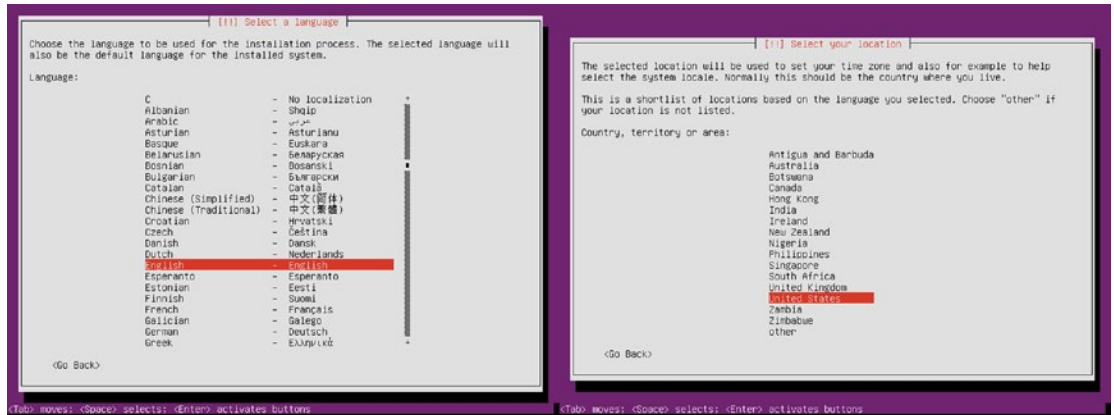 [!!] Select a language
Choose the language to be used for the installation process. The selected language will
also be the default language for the installed system.
Language:
C - No localization
Albanian - Shqip
Arabic - عربي
Asturian - Asturianu
Basque - Euskara
Belarusian - Беларуская
Bosnian - Bosanski
Bulgarian - Български
Catalan - Català
Chinese (Simplified) - 中文(简体)
Chinese (Traditional) - 中文(繁體)
Croatian - Hrvatski
Czech - Čeština
Danish - Dansk
Dutch - Nederlands
English - English
Esperanto - Esperanto
Estonian - Eesti
Finnish - Suomi
French - Français
Galician - Galego
German - Deutsch
Greek - Ελληνικά
<Go Back>
<Tab> moves; <Space> selects; <Enter> activates buttons
[!!] Select your location
The selected location will be used to set your time zone and also for example to help
select the system locale. Normally this should be the country where you live.
This is a shortlist of locations based on the language you selected. Choose "other" if
your location is not listed.
Country, territory or area:
Antigua and Barbuda
Australia
Botswana
Canada
Hong Kong
India
Ireland
New Zealand
Nigeria
Philippines
Singapore
South Africa
United Kingdom
United States
Zambia
Zimbabwe
other
<Go Back>
<Tab> moves; <Space> selects; <Enter> activates buttons